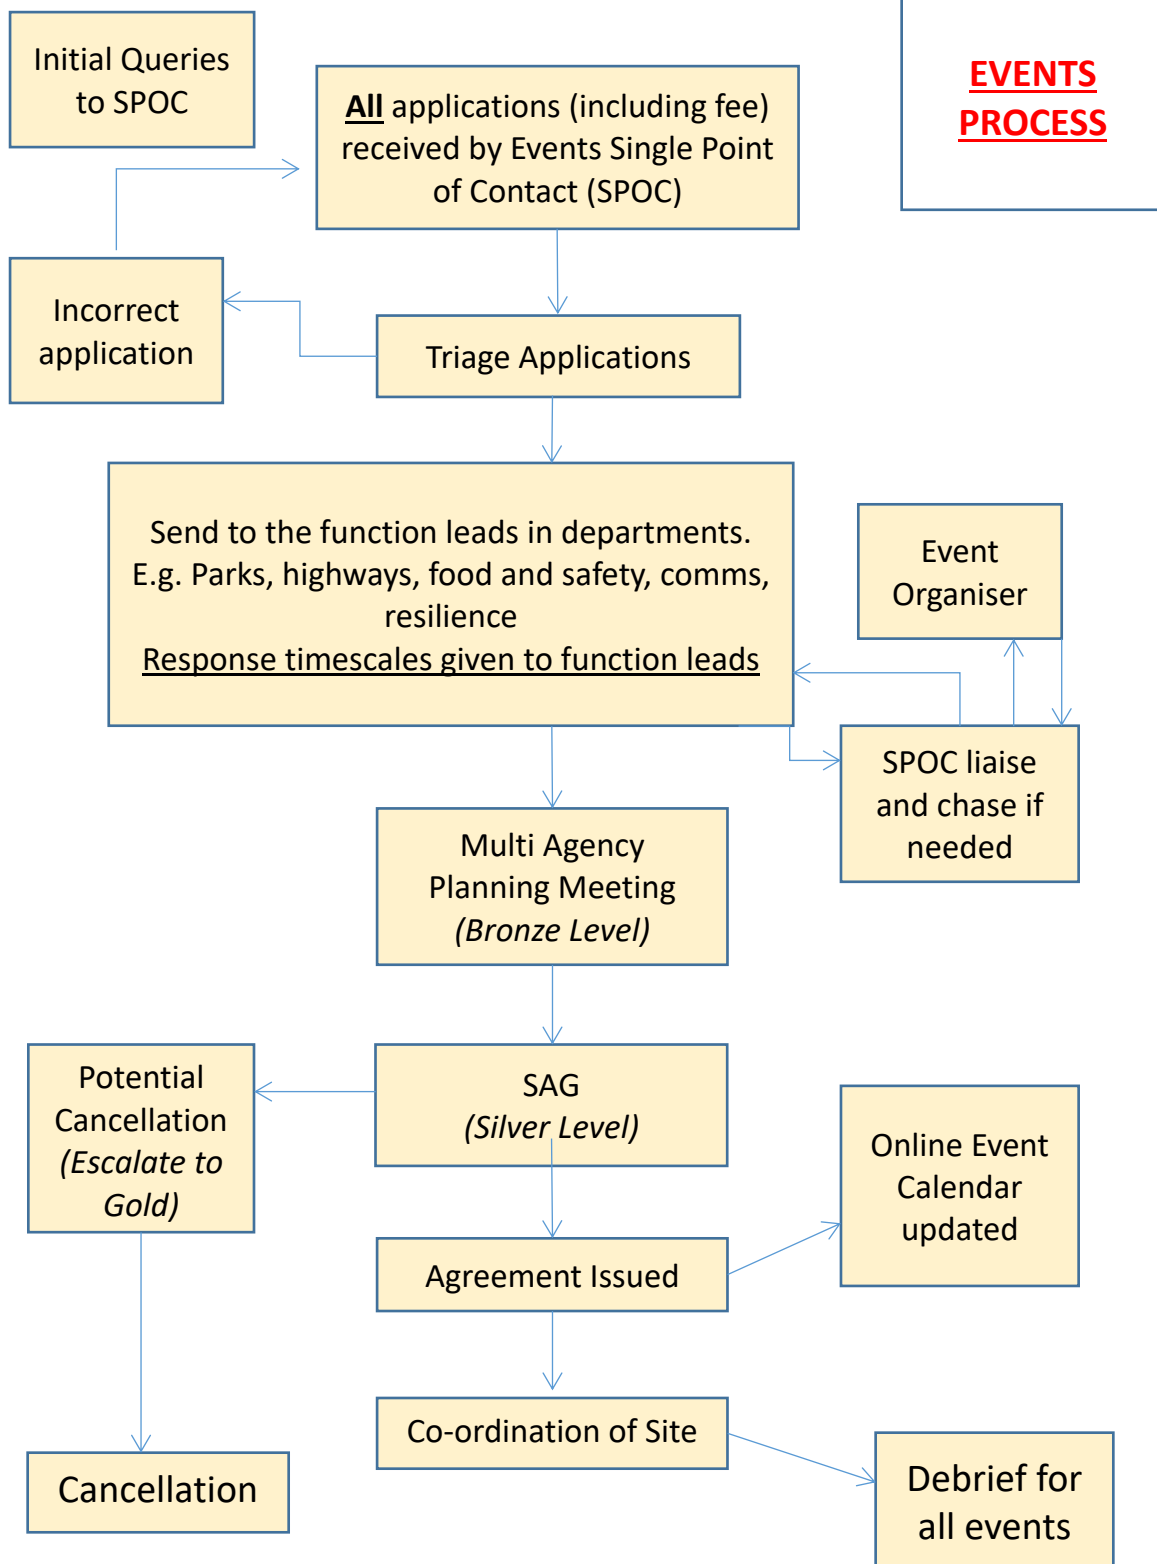 Initial Queries
to SPOC
All applications (including fee)
received by Events Single Point
of Contact (SPOC)
EVENTS
PROCESS
Incorrect
application
Triage Applications
Send to the function leads in departments.
E.g. Parks, highways, food and safety, comms,
resilience
Response timescales given to function leads
Event
Organiser
SPOC liaise
and chase if
needed
Multi Agency
Planning Meeting
(Bronze Level)
Potential
Cancellation
(Escalate to
Gold)
SAG
(Silver Level)
Online Event
Calendar
updated
Agreement Issued
Co-ordination of Site
Cancellation
Debrief for
all events